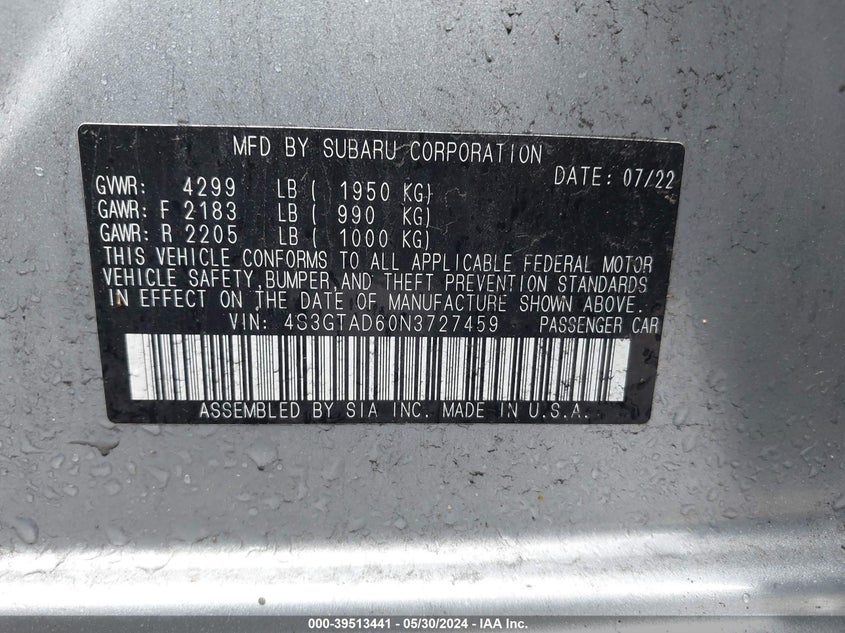 MFD BY SUBARU CORPORATION
DATE: 07/22
GVWR: 4299 LB ( 1950 KG)
GAWR: F 2183 LB ( 990 KG)
GAWR: R 2205 LB ( 1000 KG)
THIS VEHICLE CONFORMS TO ALL APPLICABLE FEDERAL MOTOR
VEHICLE SAFETY,BUMPER,AND THEFT PREVENTION STANDARDS
IN EFFECT ON THE DATE OF MANUFACTURE SHOWN ABOVE.
VIN: 4S3GTAD60N3727459 PASSENGER CAR
ASSEMBLED BY SIA INC. MADE IN U.S.A.
000-39513441 - 05/30/2024 - IAA Inc.